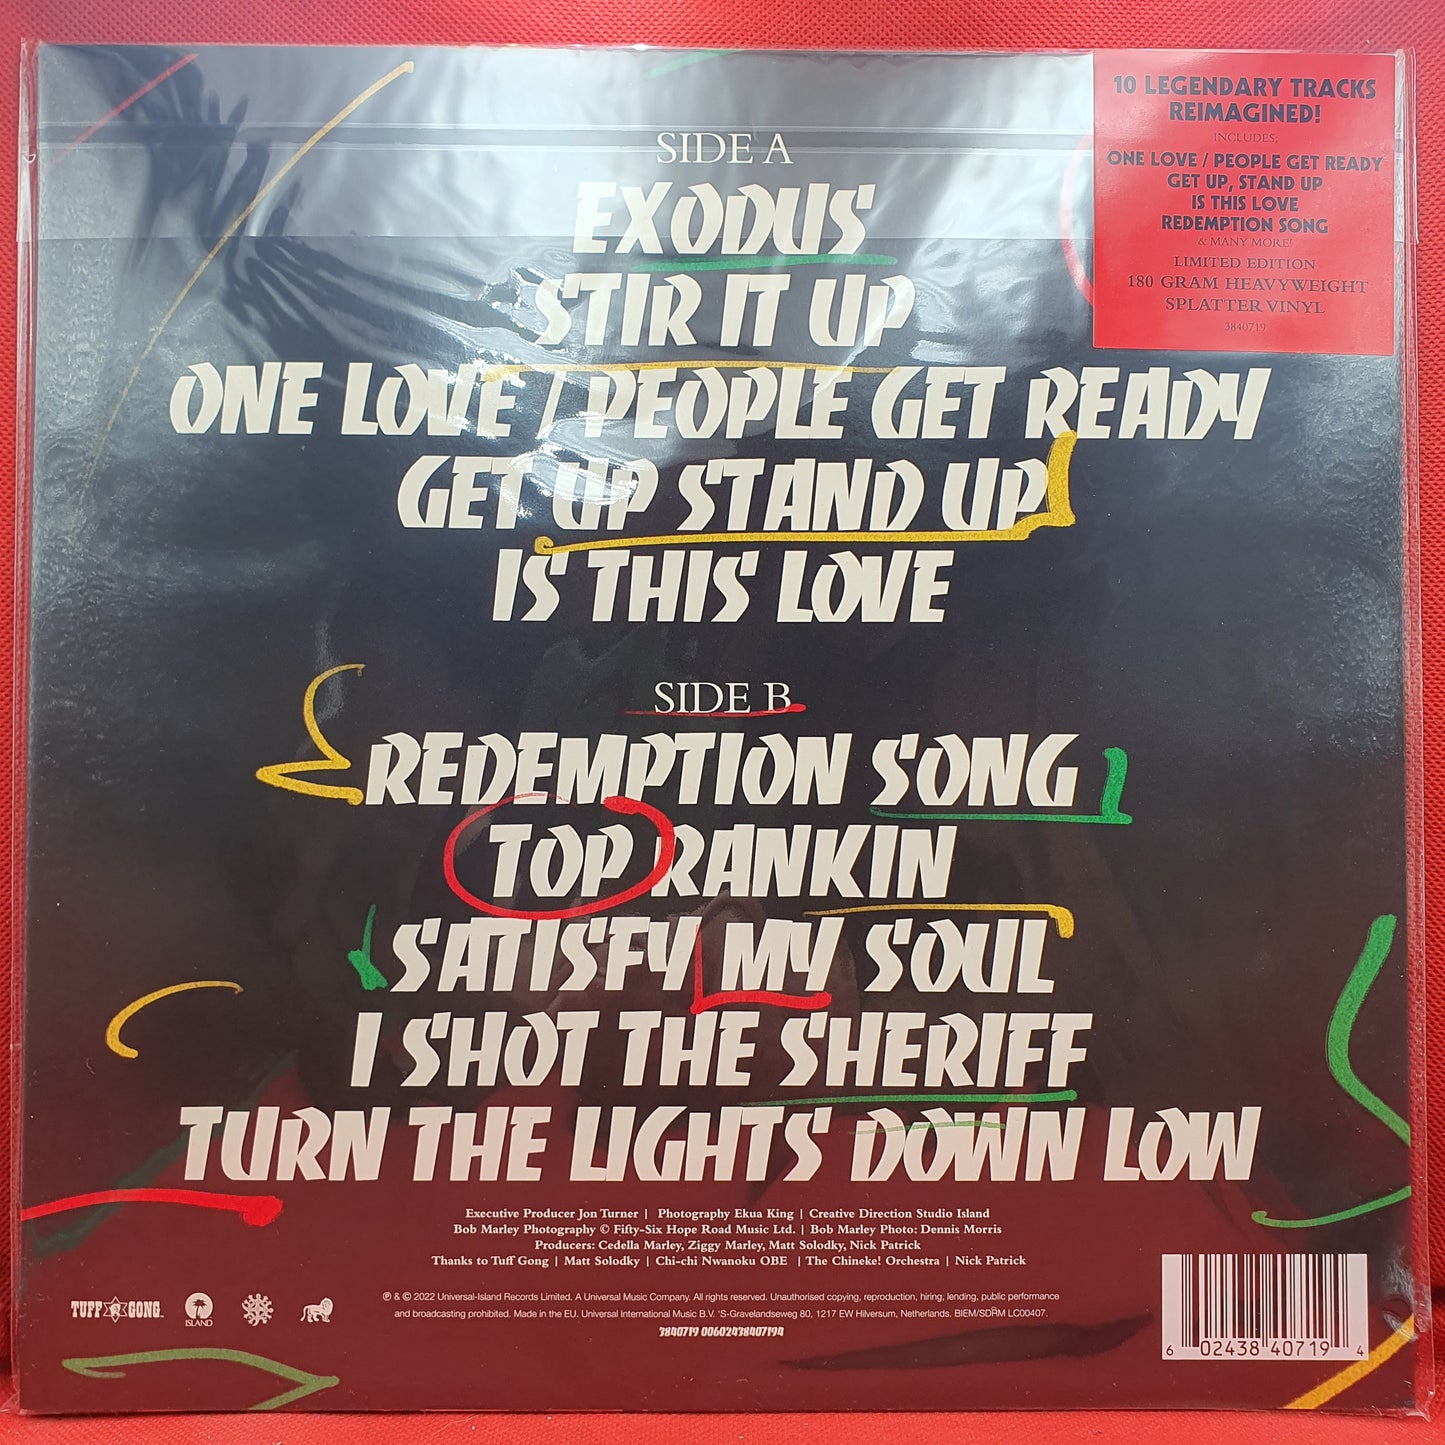 10 LEGENDARY TRACKS
REIMAGINED!
INCLUDES;
ONE LOVE / PEOPLE GET READY
GET UP, STAND UP
IS THIS LOVE
REDEMPTION SONG
& MANY MORE!
LIMITED EDITION
180 GRAM HEAVYWEIGHT
SPLATTER VINYL
3840719
SIDE A
EXODUS
STIR IT UP
ONE LOVE / PEOPLE GET READY
GET UP STAND UP
IS THIS LOVE
SIDE B
REDEMPTION SONG
TOP RANKIN
SATISFY MY SOUL
I SHOT THE SHERIFF
TURN THE LIGHTS DOWN LOW
Executive Producer Jon Turner | Photography Ekua King | Creative Direction Studio Island
Bob Marley Photography © Fifty-Six Hope Road Music Ltd. | Bob Marley Photo: Dennis Morris
Producers: Cedella Marley, Ziggy Marley, Matt Solodky, Nick Patrick
Thanks to Tuff Gong | Matt Solodky | Chi-chi Nwanoku OBE | The Chineke! Orchestra | Nick Patrick
TUFF GONG
ISLAND
℗ & © 2022 Universal-Island Records Limited. A Universal Music Company. All rights reserved. Unauthorised copying, reproduction, hiring, lending, public performance
and broadcasting prohibited. Made in the EU. Universal International Music B.V. 'S-Gravelandseweg 80, 1217 EW Hilversum, Netherlands. BIEM/SDRM LC00407.
3840719 00602438407194
6 02438 40719 4